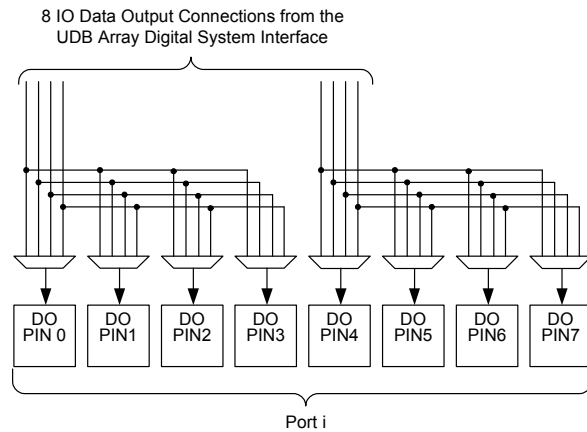 8 IO Data Output Connections from the
UDB Array Digital System Interface
DO
PIN 0
DO
PIN1
DO
PIN2
DO
PIN3
DO
PIN4
DO
PIN5
DO
PIN6
DO
PIN7
Port i